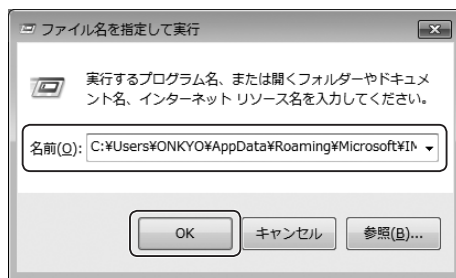 ファイル名を指定して実行
実行するプログラム名、または開くフォルダーやドキュメ
ント名、インターネット リソース名を入力してください。
名前(O): C:¥Users¥ONKYO¥AppData¥Roaming¥Microsoft¥IN
OK キャンセル 参照(B)...